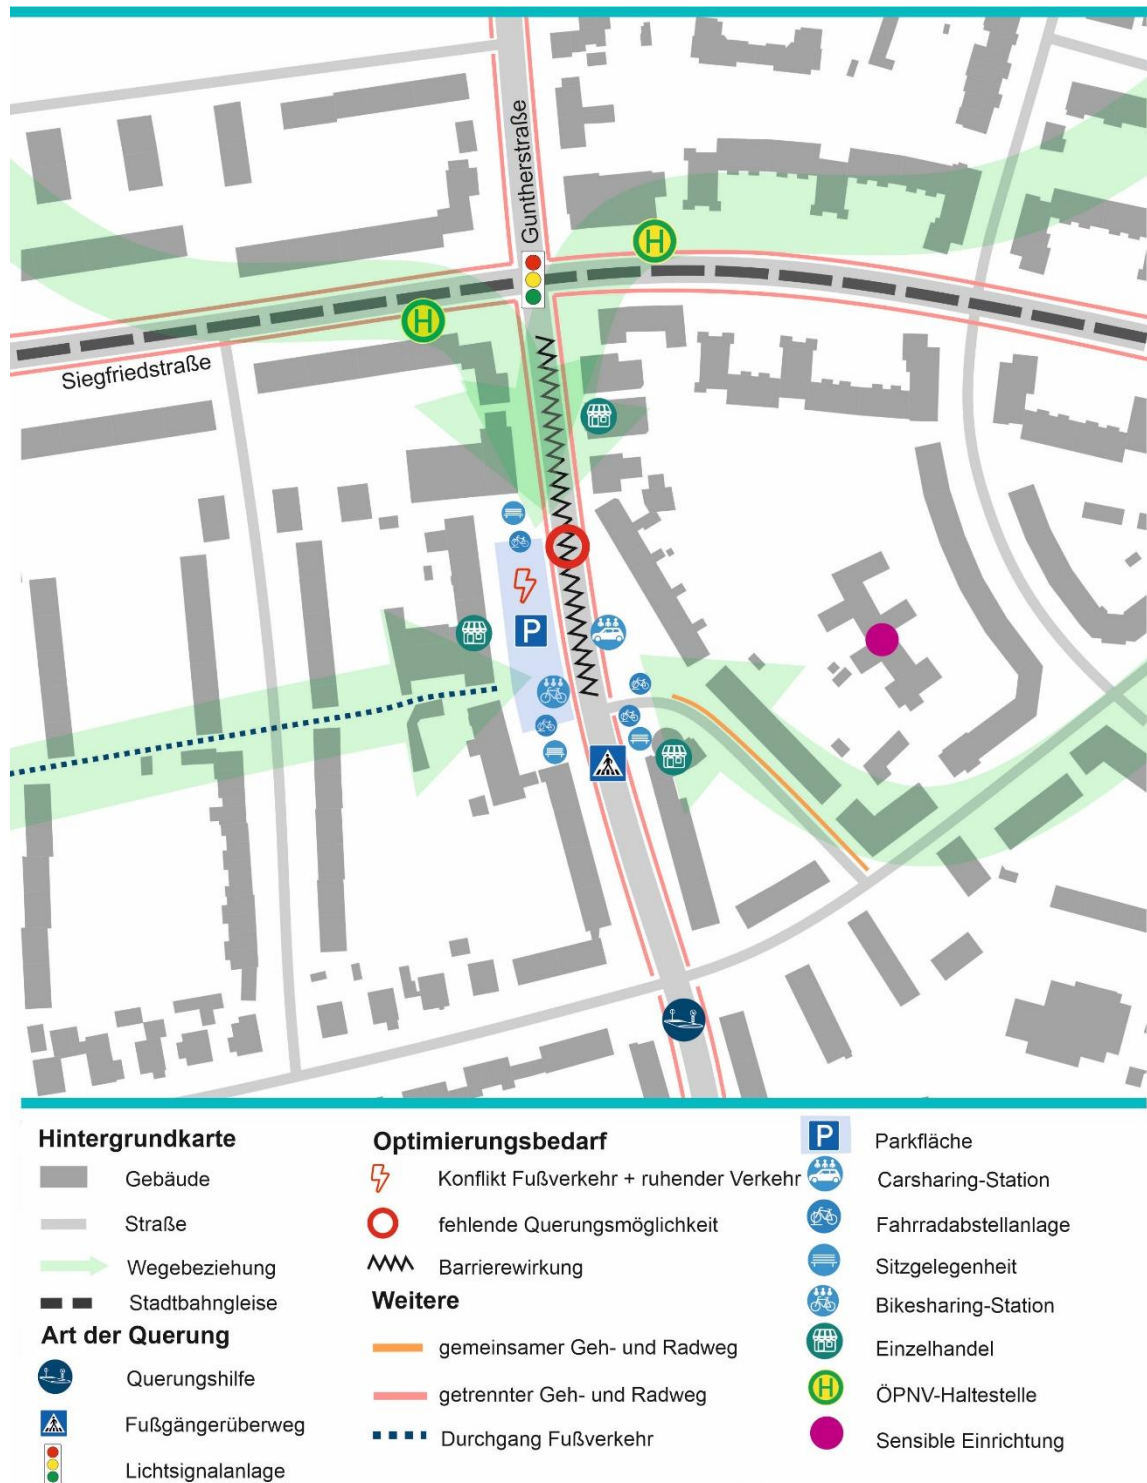 Guntherstraße
H
H
Siegfriedstraße
P
Hintergrundkarte
Gebäude
Straße
Wegebeziehung
Stadtbahngleise
Art der Querung
Querungshilfe
Fußgängerüberweg
Lichtsignalanlage
Optimierungsbedarf
Konflikt Fußverkehr + ruhender Verkehr
fehlende Querungsmöglichkeit
Barrierewirkung
Weitere
gemeinsamer Geh- und Radweg
getrennter Geh- und Radweg
Durchgang Fußverkehr
P Parkfläche
Carsharing-Station
Fahrradabstellanlage
Sitzgelegenheit
Bikesharing-Station
Einzelhandel
H ÖPNV-Haltestelle
Sensible Einrichtung